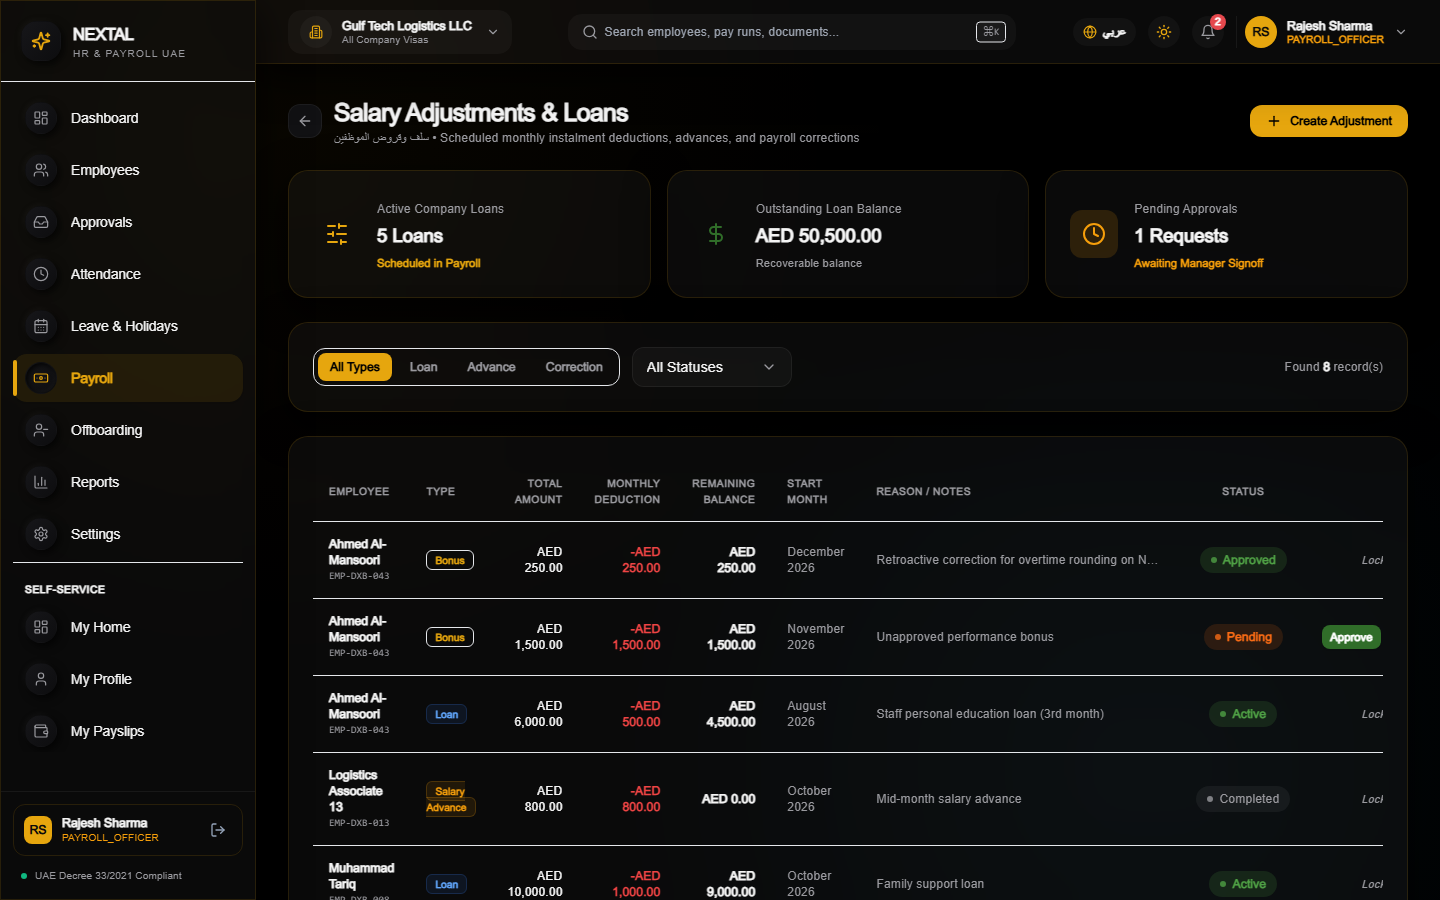 NEXTAL
HR & PAYROLL UAE
Gulf Tech Logistics LLC
All Company Visas
Search employees, pay runs, documents...
⌘K
عربي
2
RS
Rajesh Sharma
PAYROLL_OFFICER
Dashboard
Employees
Approvals
Attendance
Leave & Holidays
Payroll
Offboarding
Reports
Settings
SELF-SERVICE
My Home
My Profile
My Payslips
RS
Rajesh Sharma
PAYROLL_OFFICER
UAE Decree 33/2021 Compliant
Salary Adjustments & Loans
سلف وقروض الموظفين • Scheduled monthly instalment deductions, advances, and payroll corrections
Create Adjustment
Active Company Loans
5 Loans
Scheduled in Payroll
Outstanding Loan Balance
AED 50,500.00
Recoverable balance
Pending Approvals
1 Requests
Awaiting Manager Signoff
All Types
Loan
Advance
Correction
All Statuses
Found 8 record(s)
EMPLOYEE
TYPE
TOTAL
AMOUNT
MONTHLY
DEDUCTION
REMAINING
BALANCE
START
MONTH
REASON / NOTES
STATUS
Ahmed Al-
Mansoori
EMP-DXB-043
Bonus
AED
250.00
-AED
250.00
AED
250.00
December
2026
Retroactive correction for overtime rounding on N...
Approved
Lock
Ahmed Al-
Mansoori
EMP-DXB-043
Bonus
AED
1,500.00
-AED
1,500.00
AED
1,500.00
November
2026
Unapproved performance bonus
Pending
Approve
Ahmed Al-
Mansoori
EMP-DXB-043
Loan
AED
6,000.00
-AED
500.00
AED
4,500.00
August
2026
Staff personal education loan (3rd month)
Active
Lock
Logistics
Associate
13
EMP-DXB-013
Salary
Advance
AED
800.00
-AED
800.00
AED 0.00
October
2026
Mid-month salary advance
Completed
Lock
Muhammad
Tariq
EMP-DXB-008
Loan
AED
10,000.00
-AED
1,000.00
AED
9,000.00
October
2026
Family support loan
Active
Lock